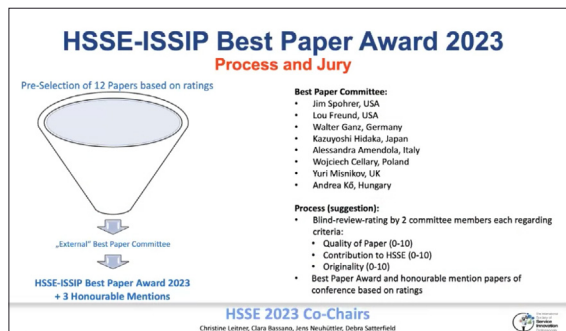 HSSE-ISSIP Best Paper Award 2023
Process and Jury
Pre-Selection of 12 Papers based on ratings
„External" Best Paper Committee
HSSE-ISSIP Best Paper Award 2023
+ 3 Honourable Mentions
Best Paper Committee:
• Jim Spohrer, USA
• Lou Freund, USA
• Walter Ganz, Germany
• Kazuyoshi Hidaka, Japan
• Alessandra Amendola, Italy
• Wojciech Cellary, Poland
• Yuri Misnikov, UK
• Andrea Kő, Hungary
Process (suggestion):
• Blind-review-rating by 2 committee members each regarding
criteria:
• Quality of Paper (0-10)
• Contribution to HSSE (0-10)
• Originality (0-10)
• Best Paper Award and honourable mention papers of
conference based on ratings
HSSE 2023 Co-Chairs
Christine Leitner, Clara Bassano, Jens Neuhüttler, Debra Satterfield
Service
Innovation